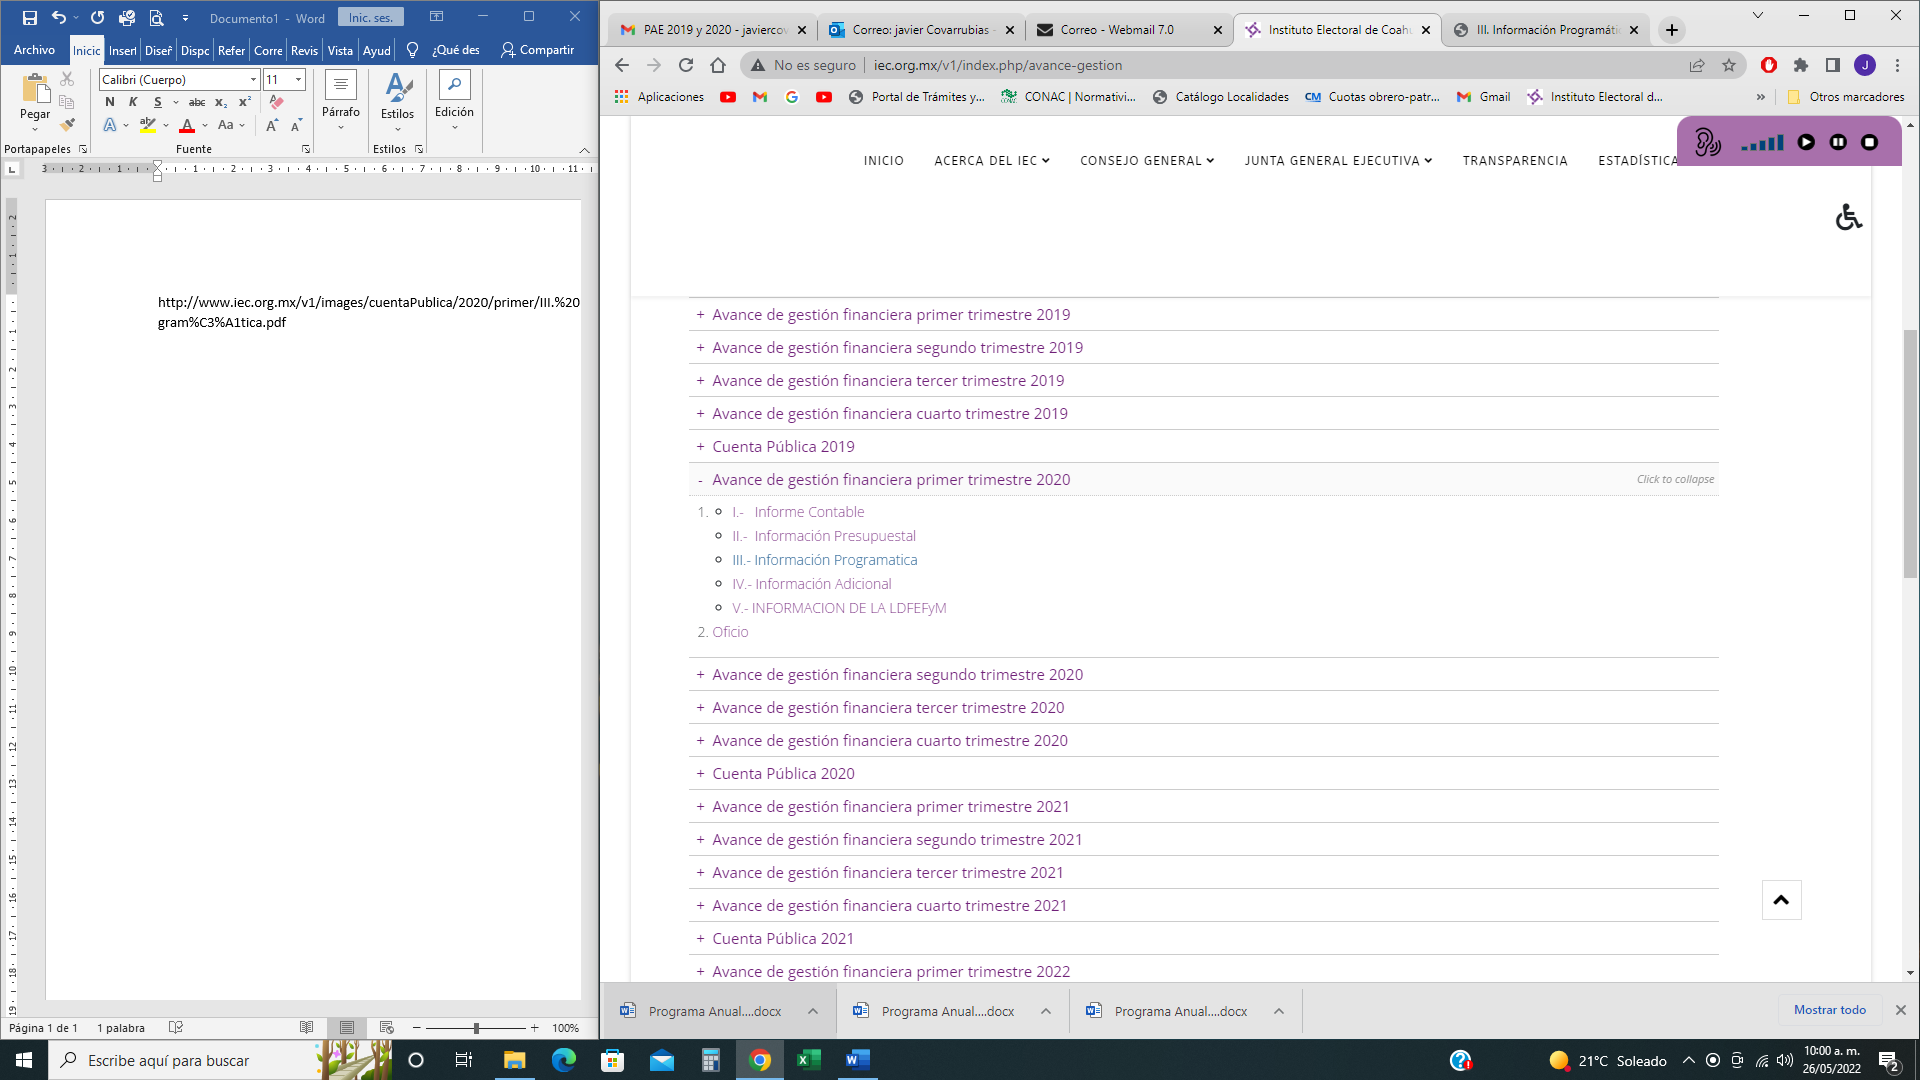 Documento1 - Word
Inic. ses.
Archivo
Inicio
Insert
Diseñ
Dispc
Refer
Corre
Revis
Vista
Ayud
¿Qué des
Compartir
Pegar
Calibri (Cuerpo)
11
N K S abc x₂ x²
A aby A Aa A A
Párrafo
Estilos
Edición
Portapapeles
Fuente
Estilos
http://www.iec.org.mx/v1/images/cuentaPublica/2020/primer/III.%20
gram%C3%A1tica.pdf
Página 1 de 1
1 palabra
100%
PAE 2019 y 2020 - javiercov
Correo: javier Covarrubias -
Correo - Webmail 7.0
Instituto Electoral de Coah
III. Información Programátic
No es seguro
iec.org.mx/v1/index.php/avance-gestion
J
Aplicaciones
Portal de Trámites y...
CONAC | Normativi...
Catálogo Localidades
CM Cuotas obrero-patr...
Gmail
Instituto Electoral d...
»
Otros marcadores
INICIO
ACERCA DEL IEC
CONSEJO GENERAL
JUNTA GENERAL EJECUTIVA
TRANSPARENCIA
ESTADÍSTICA
+ Avance de gestión financiera primer trimestre 2019
+ Avance de gestión financiera segundo trimestre 2019
+ Avance de gestión financiera tercer trimestre 2019
+ Avance de gestión financiera cuarto trimestre 2019
+ Cuenta Pública 2019
- Avance de gestión financiera primer trimestre 2020
Click to collapse
1. I.- Informe Contable
II.- Información Presupuestal
III.- Información Programatica
IV.- Información Adicional
V.- INFORMACION DE LA LDFEFyM
2. Oficio
+ Avance de gestión financiera segundo trimestre 2020
+ Avance de gestión financiera tercer trimestre 2020
+ Avance de gestión financiera cuarto trimestre 2020
+ Cuenta Pública 2020
+ Avance de gestión financiera primer trimestre 2021
+ Avance de gestión financiera segundo trimestre 2021
+ Avance de gestión financiera tercer trimestre 2021
+ Avance de gestión financiera cuarto trimestre 2021
+ Cuenta Pública 2021
+ Avance de gestión financiera primer trimestre 2022
Programa Anual....docx
Programa Anual....docx
Programa Anual....docx
Mostrar todo
Escribe aquí para buscar
21°C Soleado
10:00 a. m.
26/05/2022
2